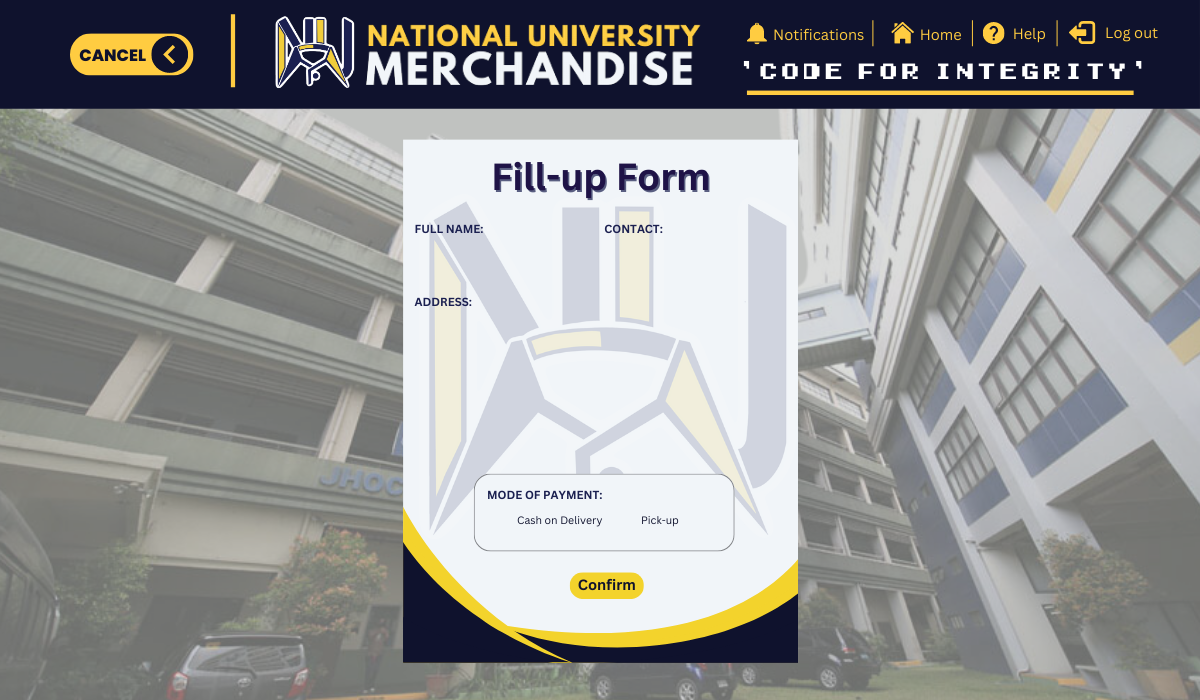 CANCEL
NATIONAL UNIVERSITY
MERCHANDISE
Notifications
Home
Help
Log out
'CODE FOR INTEGRITY'
Fill-up Form
FULL NAME:
CONTACT:
ADDRESS:
JHOC
MODE OF PAYMENT:
Cash on Delivery
Pick-up
Confirm